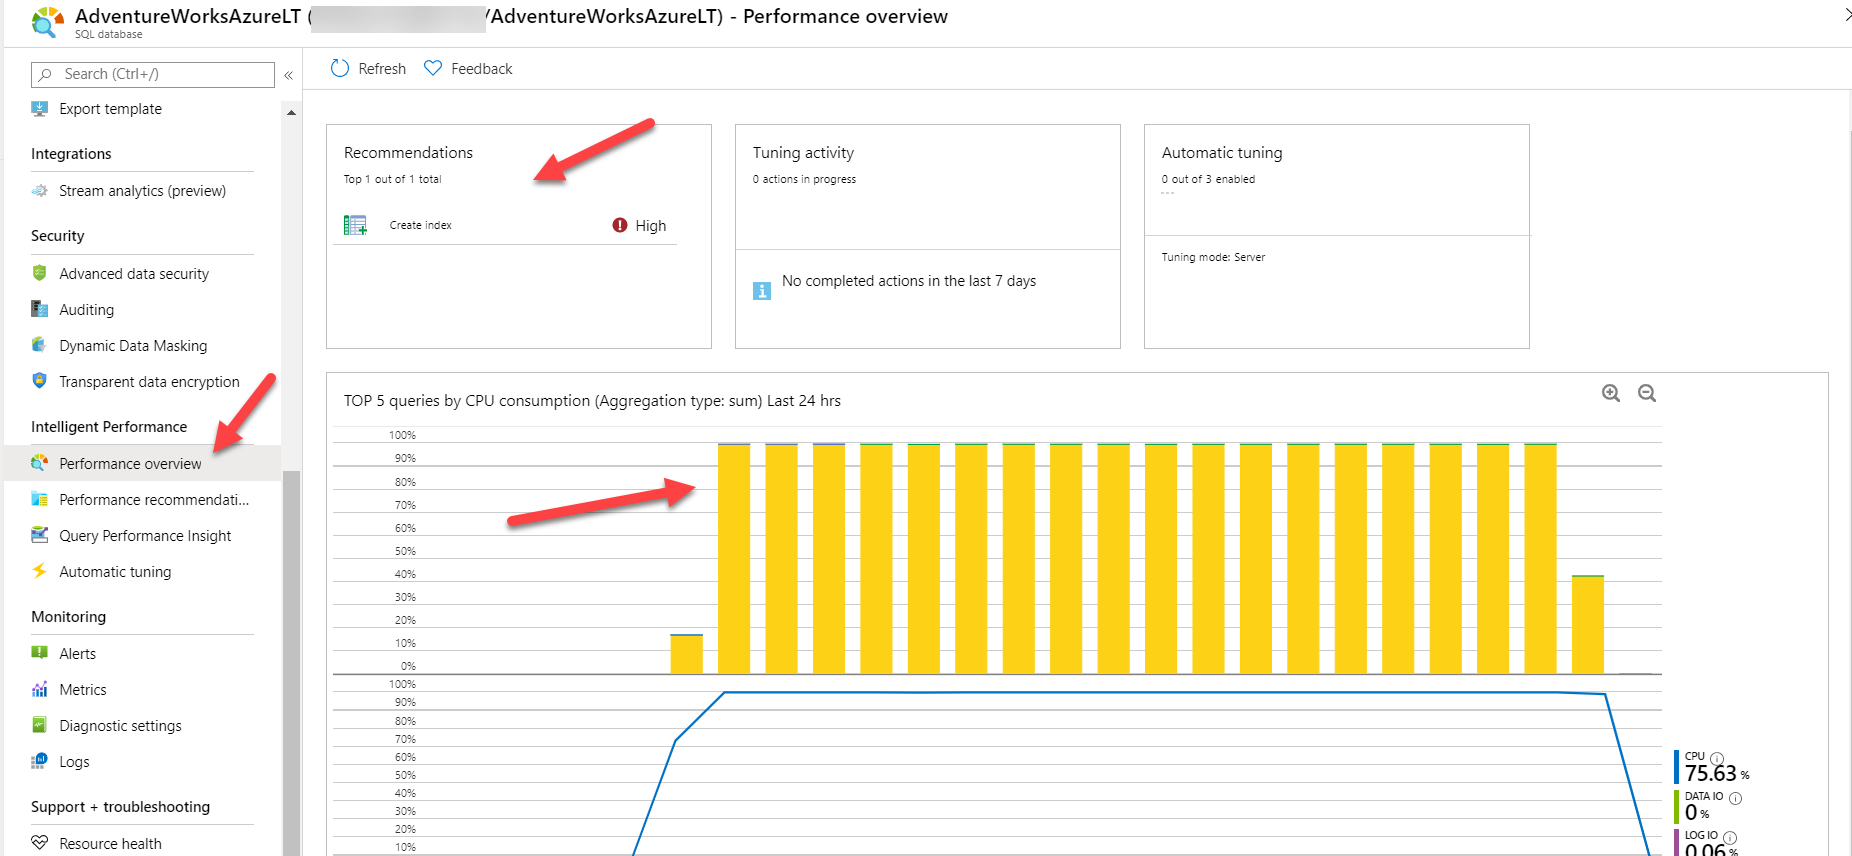 AdventureWorksAzureLT (/AdventureWorksAzureLT) - Performance overview
SQL database
Search (Ctrl+/)
«
Export template
Integrations
Stream analytics (preview)
Security
Advanced data security
Auditing
Dynamic Data Masking
Transparent data encryption
Intelligent Performance
Performance overview
Performance recommendati...
Query Performance Insight
Automatic tuning
Monitoring
Alerts
Metrics
Diagnostic settings
Logs
Support + troubleshooting
Resource health
Refresh
Feedback
Recommendations
Top 1 out of 1 total
Create index
High
Tuning activity
0 actions in progress
No completed actions in the last 7 days
Automatic tuning
0 out of 3 enabled
Tuning mode: Server
TOP 5 queries by CPU consumption (Aggregation type: sum) Last 24 hrs
100%
90%
80%
70%
60%
50%
40%
30%
20%
10%
0%
100%
90%
80%
70%
60%
50%
40%
30%
20%
10%
CPU
75.63 %
DATA IO
0 %
LOG IO
0.06 %